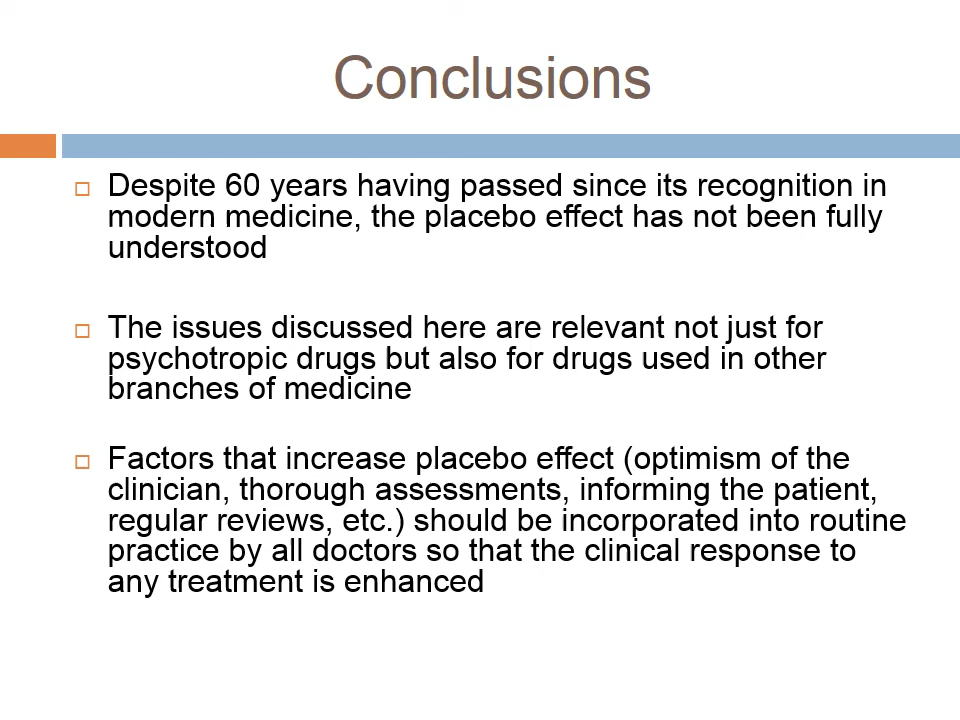 Conclusions
Despite 60 years having passed since its recognition in
modern medicine, the placebo effect has not been fully
understood
The issues discussed here are relevant not just for
psychotropic drugs but also for drugs used in other
branches of medicine
Factors that increase placebo effect (optimism of the
clinician, thorough assessments, informing the patient,
regular reviews, etc.) should be incorporated into routine
practice by all doctors so that the clinical response to
any treatment is enhanced